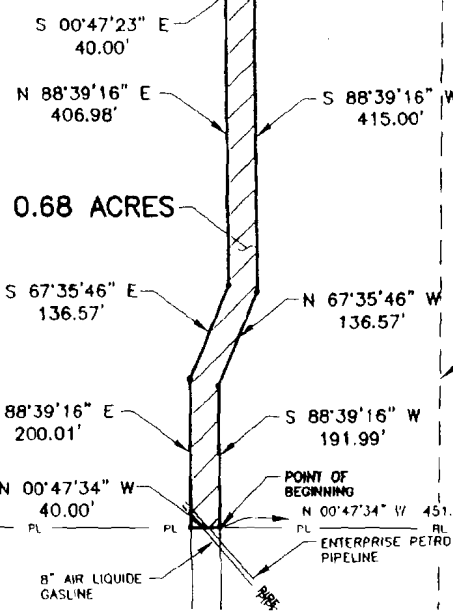 S 00°47'23" E
40.00'
N 88°39'16" E
406.98'
S 88°39'16" W
415.00'
0.68 ACRES
S 67°35'46" E
136.57'
N 67°35'46" W
136.57'
88°39'16" E
200.01'
S 88°39'16" W
191.99'
N 00°47'34" W
40.00'
POINT OF
BEGINNING
N 00°47'34" W 451.
PL PL PL PL
ENTERPRISE PETRO
PIPELINE
8" AIR LIQUIDE
GASLINE